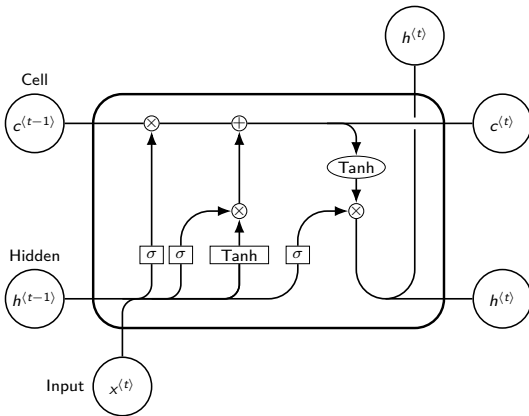 h⟨t⟩
Cell
c⟨t−1⟩
×
+
c⟨t⟩
Tanh
×
×
σ
σ
Tanh
σ
Hidden
h⟨t−1⟩
h⟨t⟩
Input
x⟨t⟩